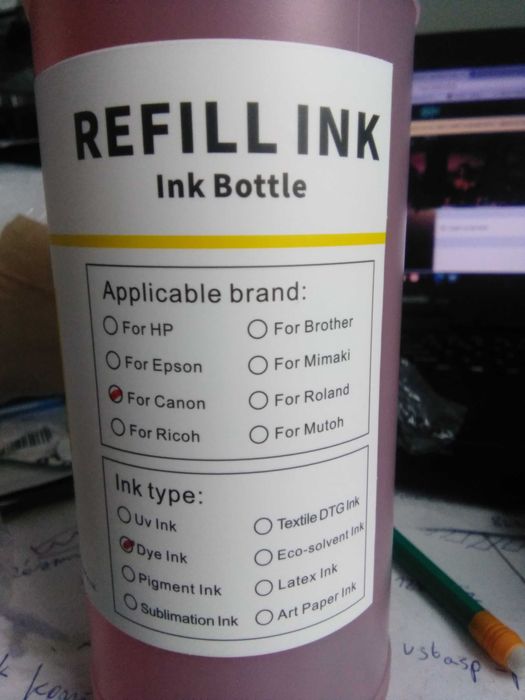 REFILL INK
Ink Bottle
Applicable brand:
For HP
For Brother
For Epson
For Mimaki
For Canon
For Roland
For Ricoh
For Mutoh
Ink type:
Uv Ink
Textile DTG Ink
Dye Ink
Eco-solvent Ink
Pigment Ink
Latex Ink
Sublimation Ink
Art Paper Ink